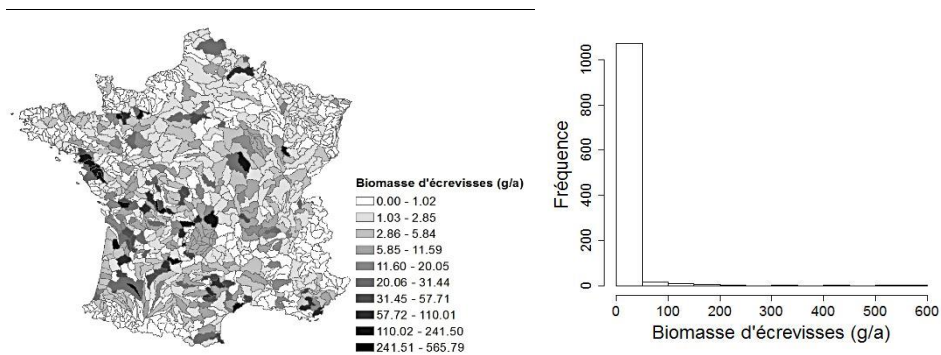 Biomasse d'écrevisses (g/a)
0.00 - 1.02
1.03 - 2.85
2.86 - 5.84
5.85 - 11.59
11.60 - 20.05
20.06 - 31.44
31.45 - 57.71
57.72 - 110.01
110.02 - 241.50
241.51 - 565.79
Fréquence
1000
800
600
400
200
0
0 100 200 300 400 500 600
Biomasse d'écrevisses (g/a)